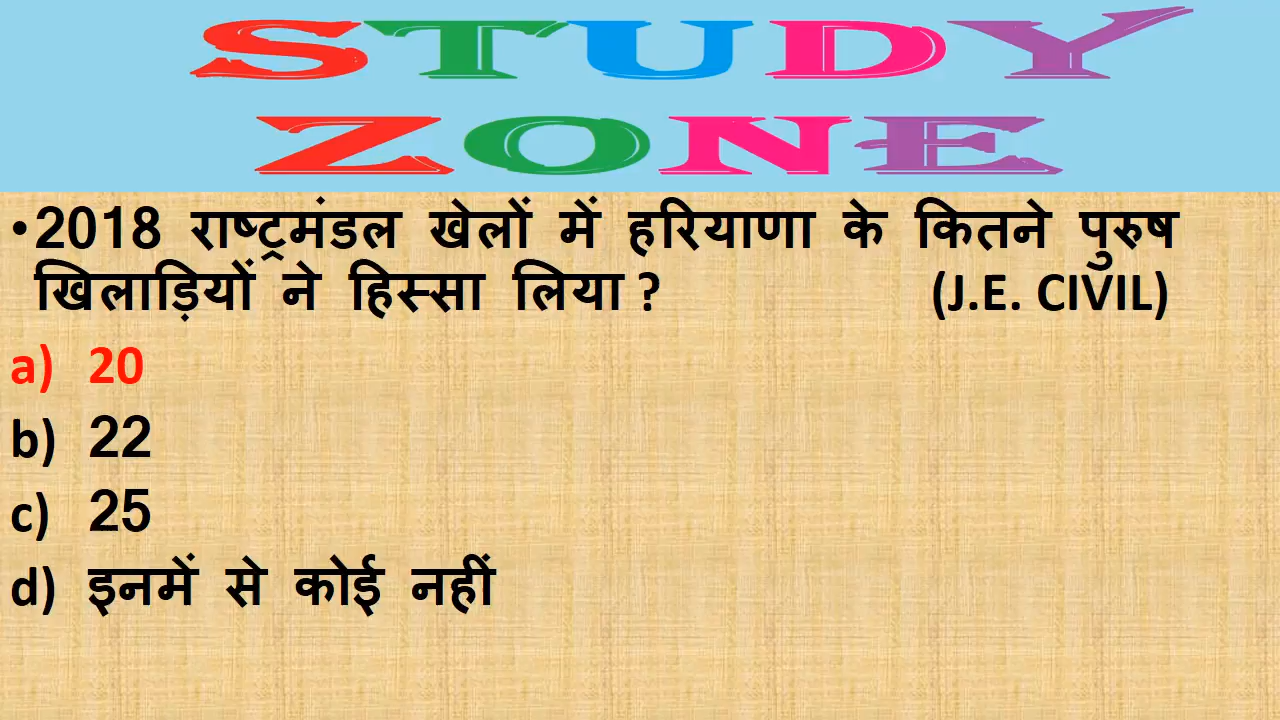 STUDY
ZONE
•2018 राष्ट्रमंडल खेलों में हरियाणा के कितने पुरुष
खिलाड़ियों ने हिस्सा लिया ? (J.E. CIVIL)
a) 20
b) 22
c) 25
d) इनमें से कोई नहीं